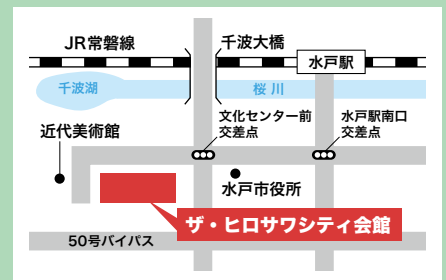 JR常磐線
千波大橋
水戸駅
千波湖
桜川
文化センター前
交差点
水戸駅南口
交差点
近代美術館
水戸市役所
ザ・ヒロサワシティ会館
50号バイパス